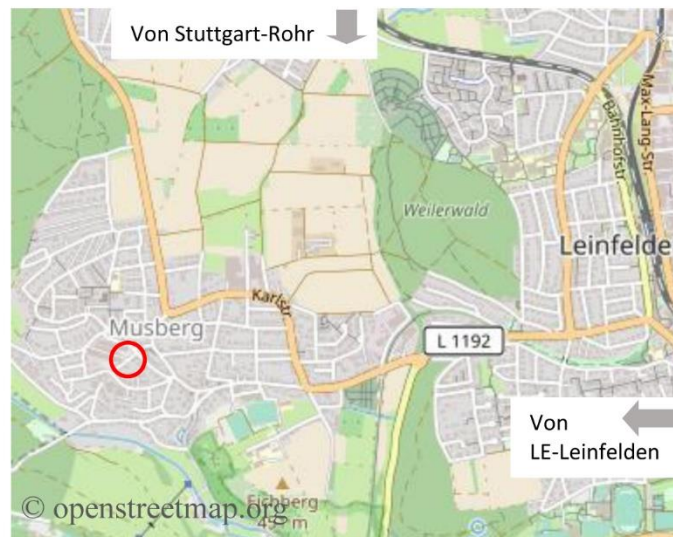 Von Stuttgart-Rohr
Max-Lang-Str
Bahnhofstr.
Weilerwald
Leinfelde
Karlstr
Musberg
L 1192
Von
LE-Leinfelden
Eichberg
m
© openstreetmap.org